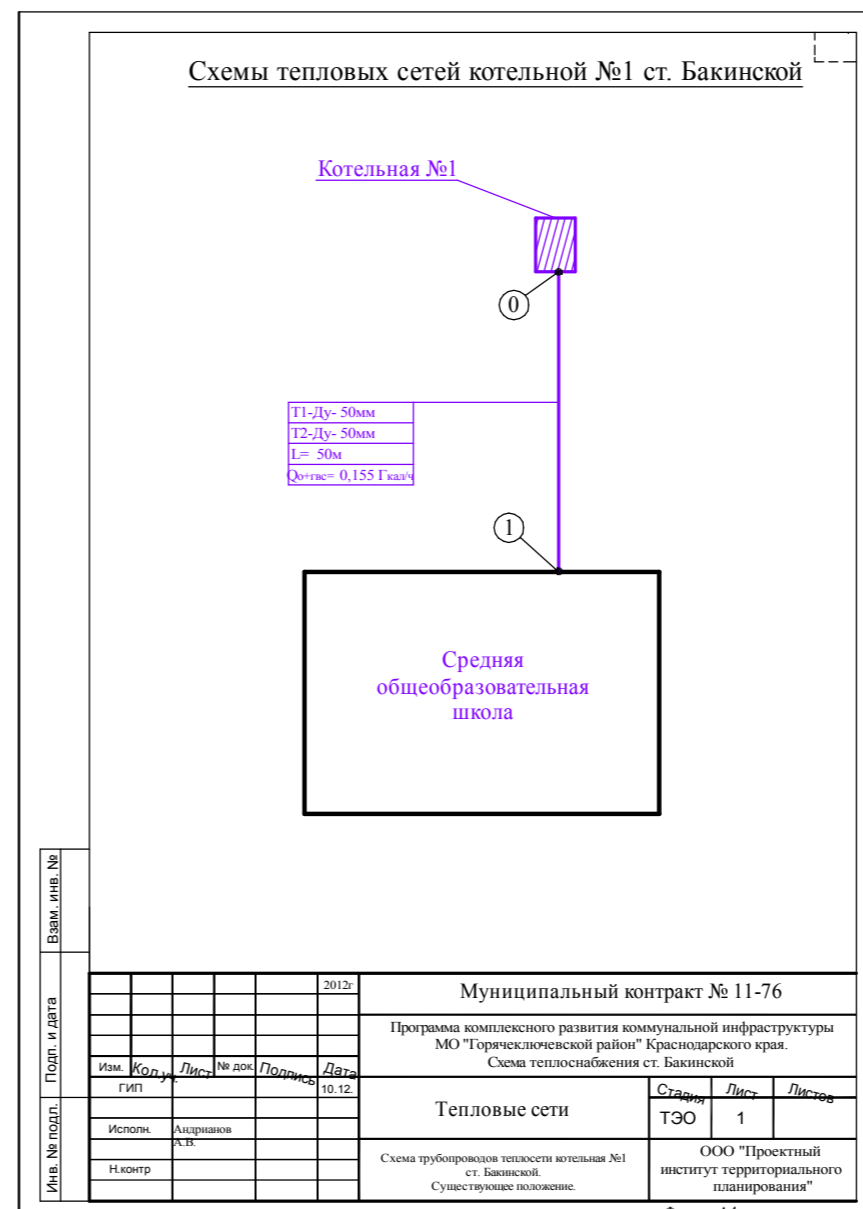 Схемы тепловых сетей котельной №1 ст. Бакинской
Котельная №1
0
Т1-Ду- 50мм
Т2-Ду- 50мм
L= 50м
Qо+гвс= 0,155 Гкал/ч
1
Средняя
общеобразовательная
школа
Взам. инв. №
Подп. и дата
Инв. № подл.
2012г
Муниципальный контракт № 11-76
Программа комплексного развития коммунальной инфраструктуры
МО "Горячеключевской район" Краснодарского края.
Схема теплоснабжения ст. Бакинской
Изм. Кол.уч. Лист № док. Подпись Дата
ГИП 10.12.
Тепловые сети
Стадия Лист Листов
ТЭО 1
Исполн. Андрианов
А.В.
Н.контр
Схема трубопроводов теплосети котельная №1
ст. Бакинской.
Существующее положение.
ООО "Проектный
институт территориального
планирования"